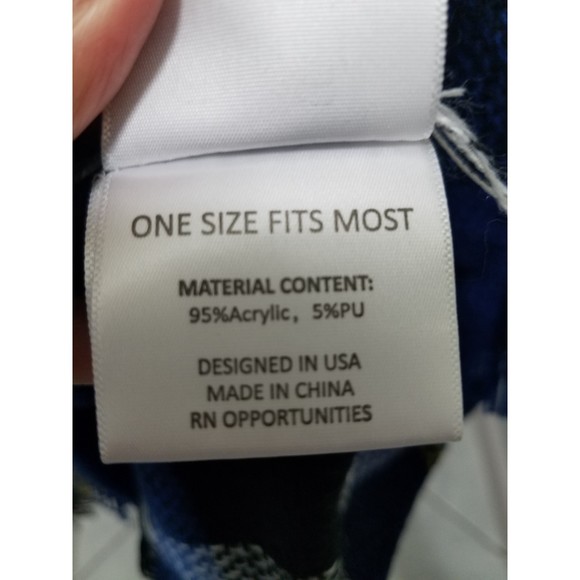 ONE SIZE FITS MOST
MATERIAL CONTENT:
95%Acrylic, 5%PU
DESIGNED IN USA
MADE IN CHINA
RN OPPORTUNITIES